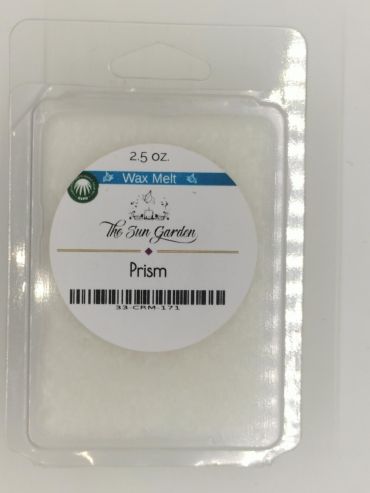 2.5 oz.
Wax Melt
The Sun Garden
Prism
33-CRM-171